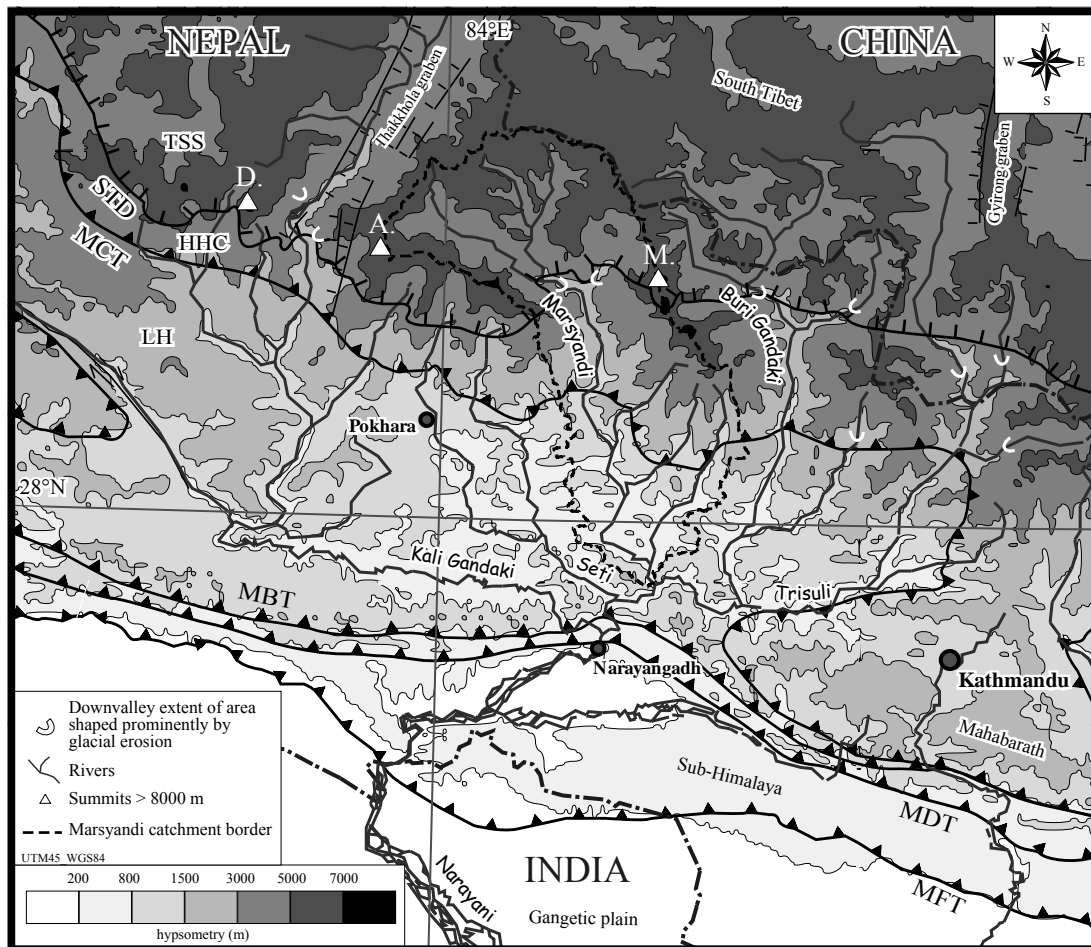 NEPAL
84°E
CHINA
N
W
E
S
South Tibet
Thakkhola graben
TSS
Gyirong graben
D.
STD
A.
HHC
MCT
M.
Marsyandi
Buri Gandaki
LH
Pokhara
28°N
Kali Gandaki
Seti
Trisuli
MBT
Narayangadh
Kathmandu
Mahabarath
Sub-Himalaya
MDT
MFT
INDIA
Narayani
Gangetic plain
Downvalley extent of area
shaped prominently by
glacial erosion
Rivers
Summits > 8000 m
Marsyandi catchment border
UTM45_WGS84
200 800 1500 3000 5000 7000
hypsometry (m)